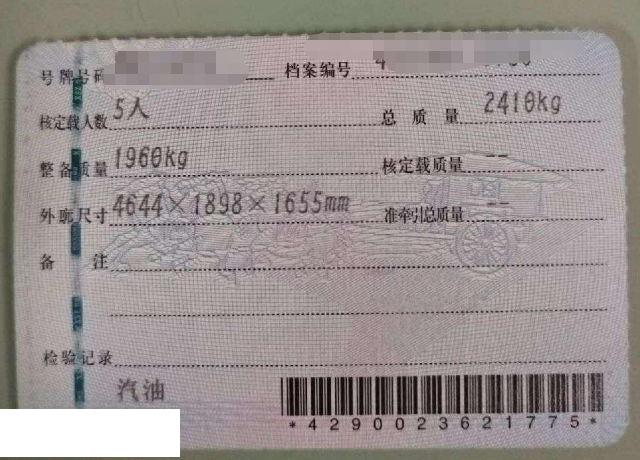 号牌号码 档案编号
核定载人数 5人 总质量 2410kg
整备质量 1960kg 核定载质量 --
外廓尺寸 4644×1898×1655mm 准牵引总质量 --
备注
检验记录
汽油
*4290023621775*